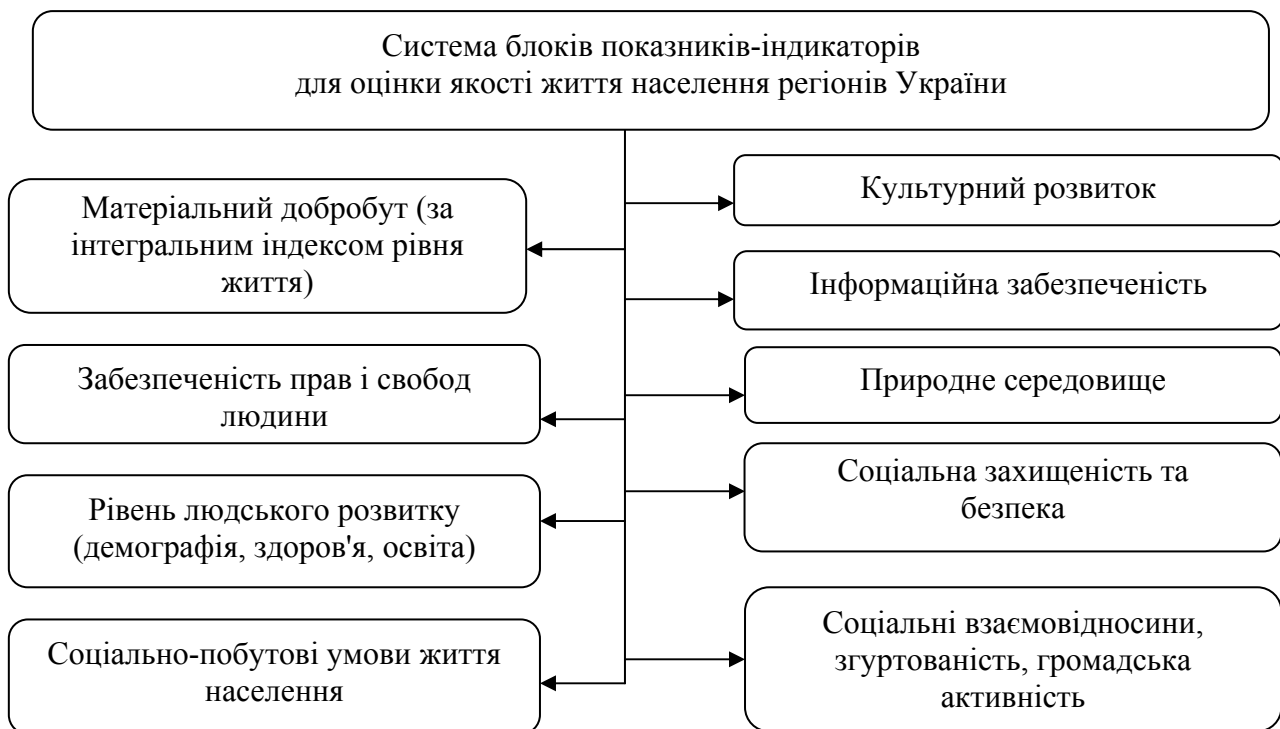 Система блоків показників-індикаторів
для оцінки якості життя населення регіонів України
Матеріальний добробут (за
інтегральним індексом рівня
життя)
Забезпеченість прав і свобод
людини
Рівень людського розвитку
(демографія, здоров'я, освіта)
Соціально-побутові умови життя
населення
Культурний розвиток
Інформаційна забезпеченість
Природне середовище
Соціальна захищеність та
безпека
Соціальні взаємовідносини,
згуртованість, громадська
активність